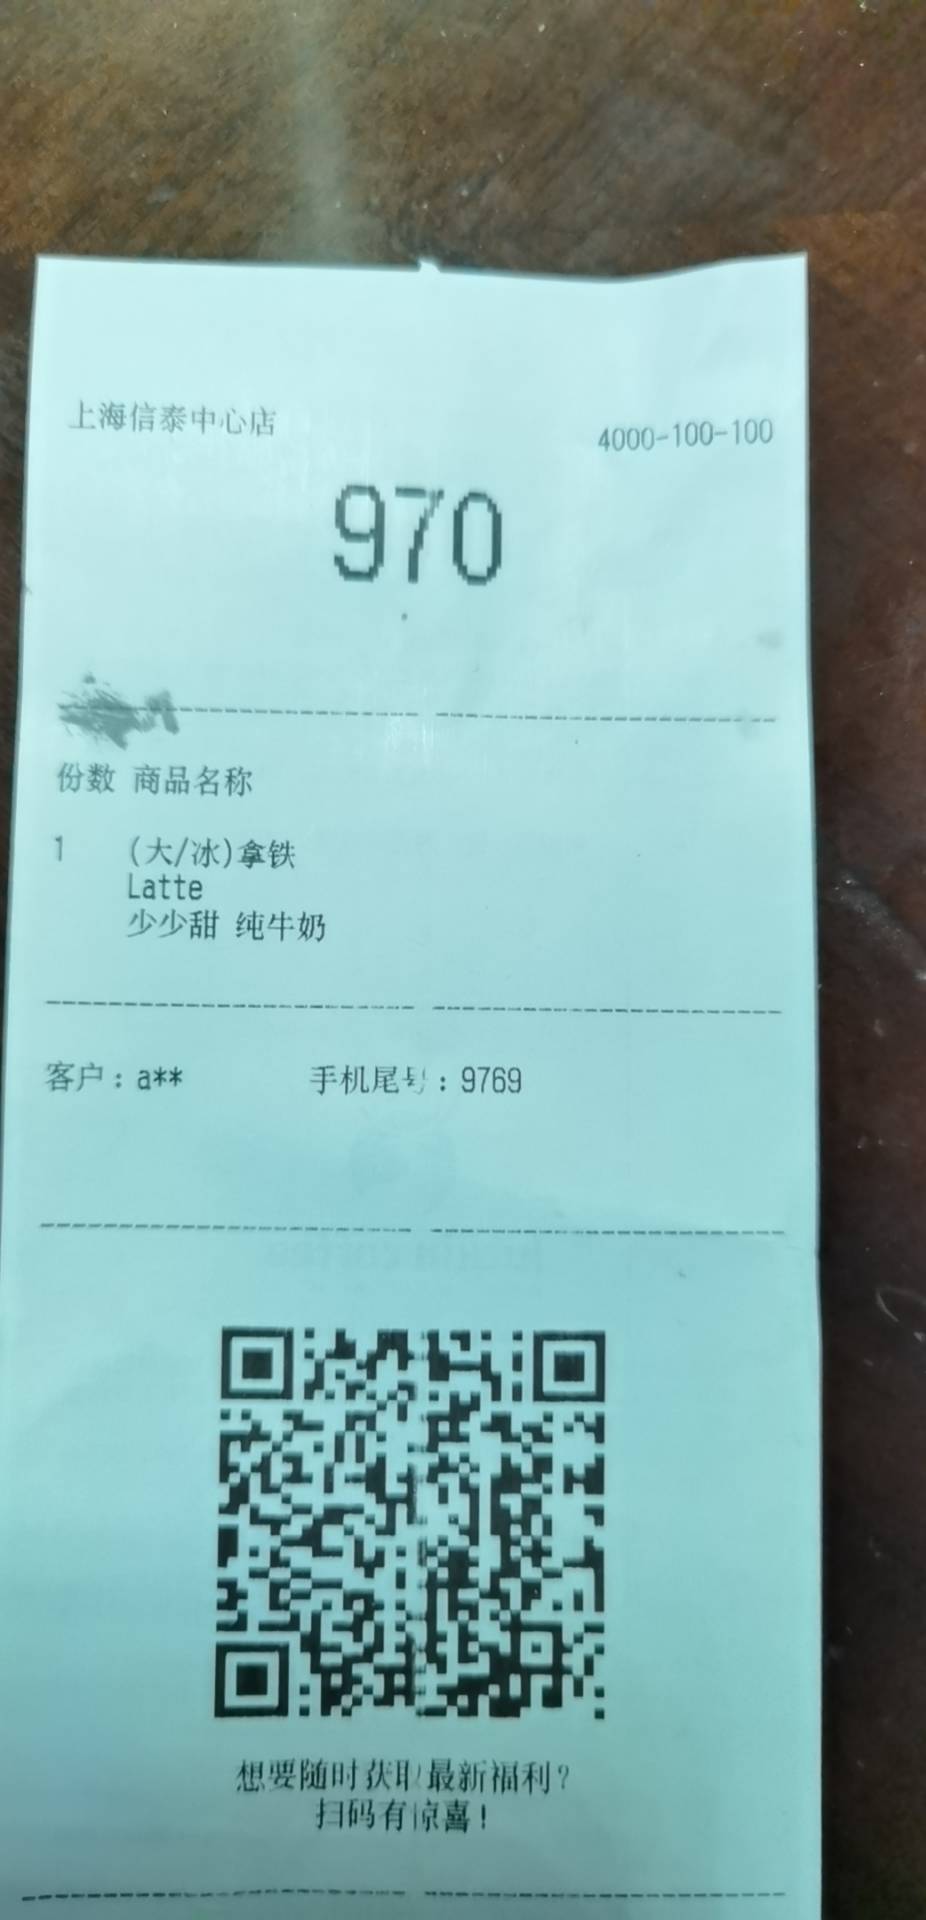 上海信泰中心店 4000-100-100
970
份数 商品名称
1 (大/冰)拿铁
Latte
少少甜 纯牛奶
客户：a** 手机尾号：9769
想要随时获取最新福利？
扫码有惊喜！